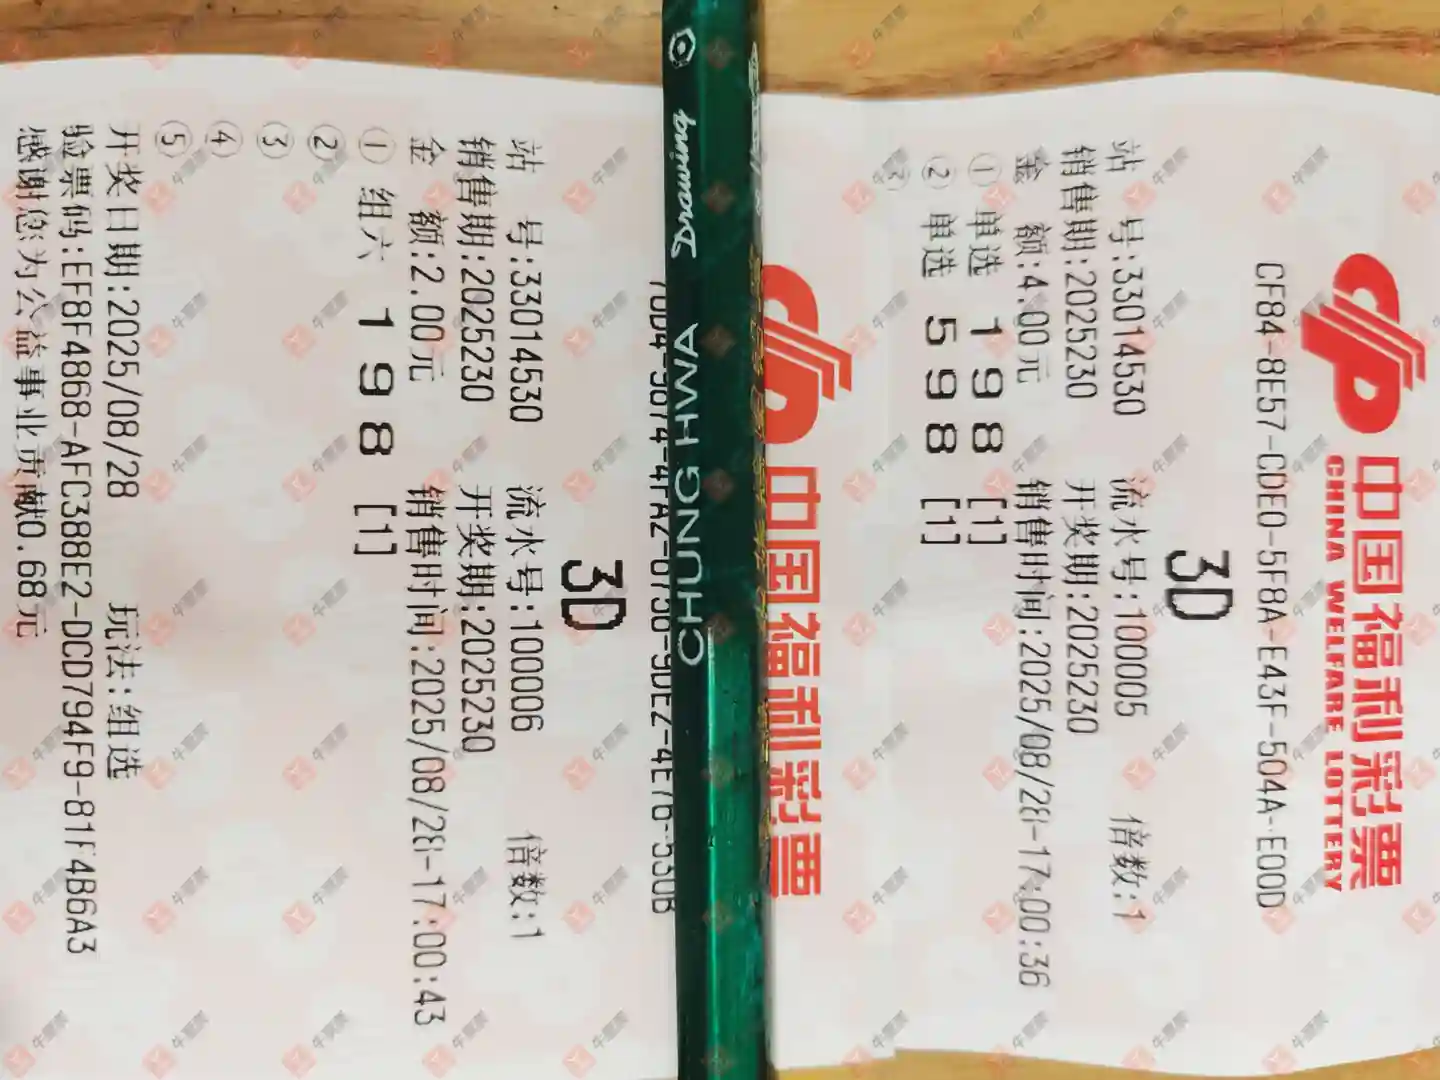 中国福利彩票
CHINA WELFARE LOTTERY
CF84-8E57-CDE0-5F8A-E43F-504A-E00D
3D
站 号:33014530 流水号:100005 倍数:1
销售期:2025230 开奖期:2025230
金 额:4.00元 销售时间:2025/08/28-17:00:36
① 单选 1 9 8 [1]
② 单选 5 9 8 [1]
③
中国福利彩票
Drawing CHUNG HWA
3D
站 号:33014530 流水号:100006 倍数:1
销售期:2025230 开奖期:2025230
金 额:2.00元 销售时间:2025/08/28-17:00:43
① 组六 1 9 8 [1]
②
③
④
⑤
开奖日期:2025/08/28 玩法:组选
验票码:EF8F4868-AFC388E2-DCD794F9-81F4B6A3
感谢您为公益事业贡献0.68元